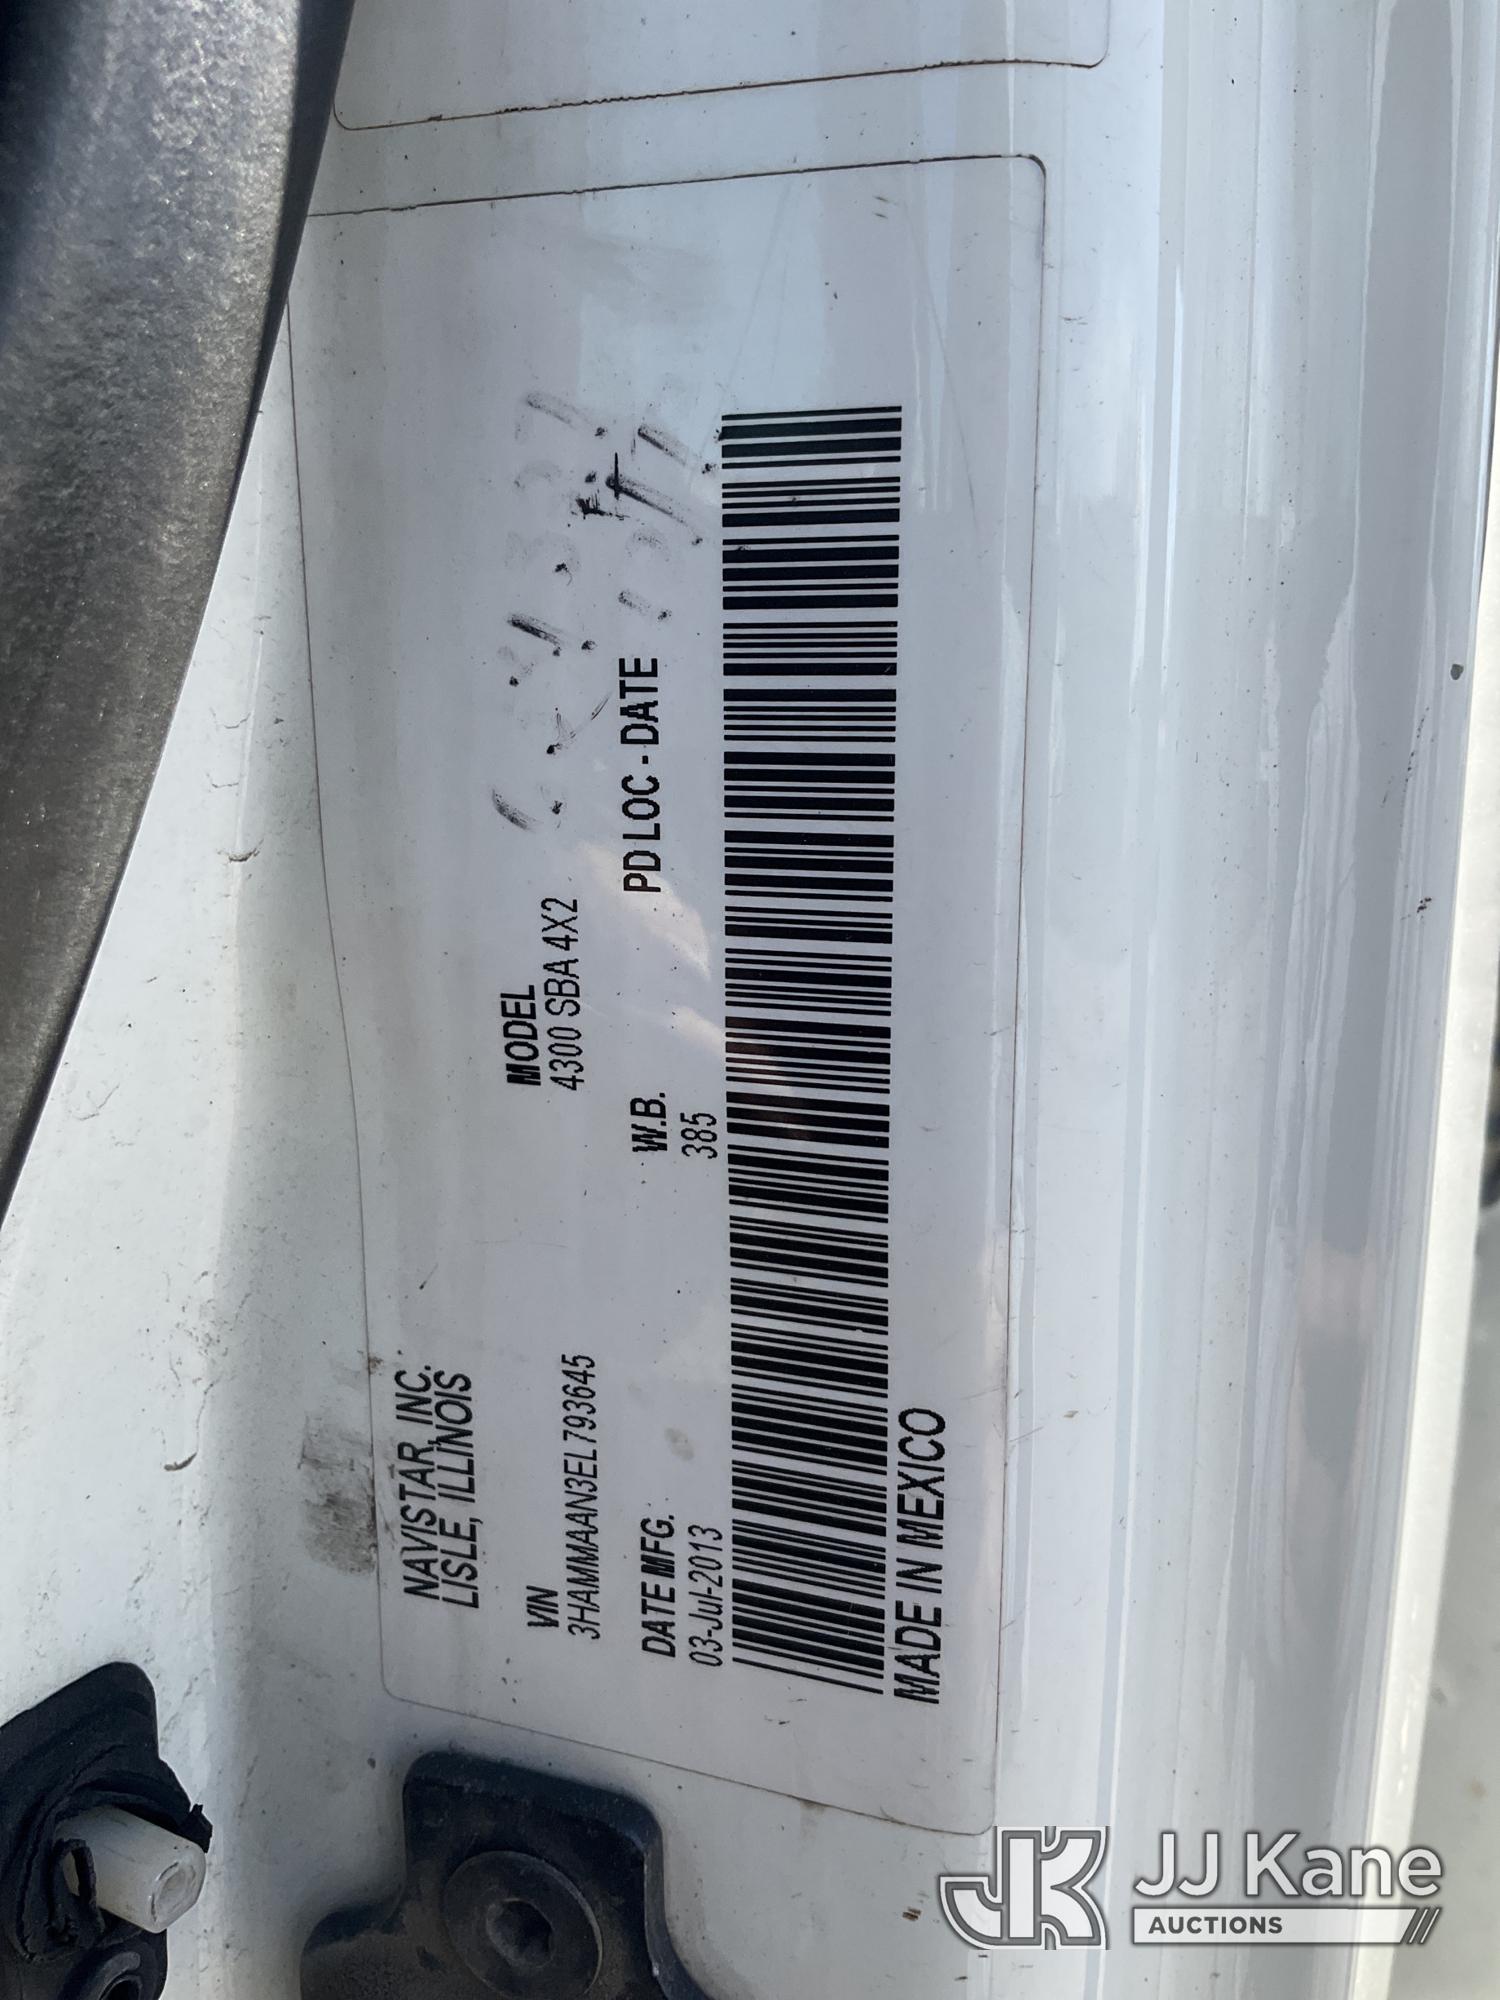 NAVISTAR, INC.
LISLE, ILLINOIS
VIN
3HAMMAAN3EL793645
MODEL
4300 SBA 4X2
DATE MFG.
03-Jul-2013
W.B.
385
PD LOC - DATE
MADE IN MEXICO
JJ Kane
AUCTIONS